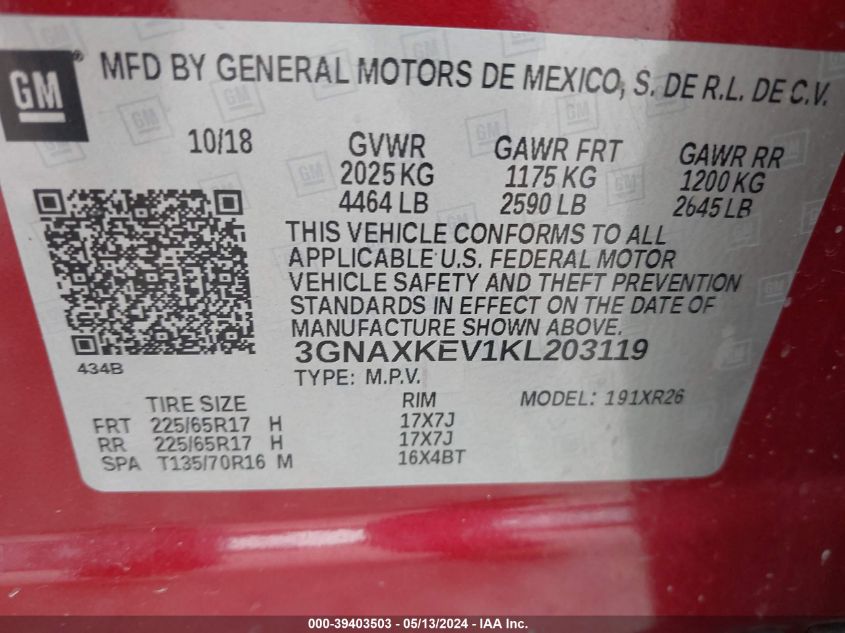 GM
MFD BY GENERAL MOTORS DE MEXICO, S. DE R.L. DE C.V.
10/18
GVWR GAWR FRT GAWR RR
2025 KG 1175 KG 1200 KG
4464 LB 2590 LB 2645 LB
THIS VEHICLE CONFORMS TO ALL
APPLICABLE U.S. FEDERAL MOTOR
VEHICLE SAFETY AND THEFT PREVENTION
STANDARDS IN EFFECT ON THE DATE OF
MANUFACTURE SHOWN ABOVE.
434B
3GNAXKEV1KL203119
TYPE: M.P.V.
TIRE SIZE RIM MODEL: 191XR26
FRT 225/65R17 H 17X7J
RR 225/65R17 H 17X7J
SPA T135/70R16 M 16X4BT
000-39403503 - 05/13/2024 - Copyright IAA, Inc.